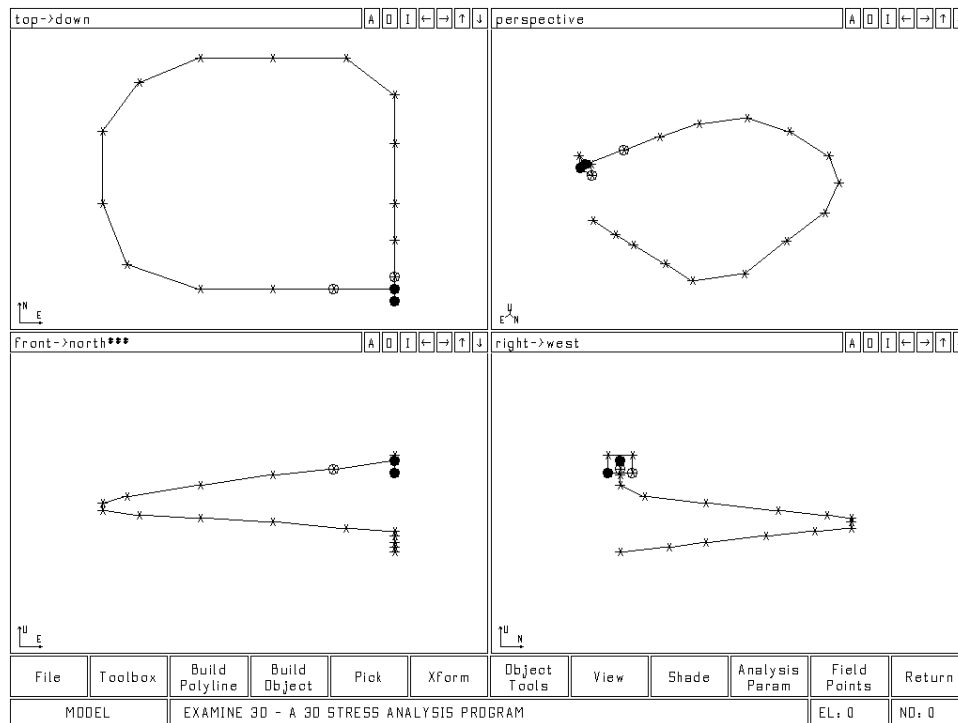 top->down A O I ← → ↑ ↓
perspective A O I ← → ↑
N
E
U
E N
front->north*** A O I ← → ↑ ↓
right->west A O I ← → ↑
U
E
U
N
File
Toolbox
Build
Polyline
Build
Object
Pick
XForm
Object
Tools
View
Shade
Analysis
Param
Field
Points
Return
MODEL
EXAMINE 3D - A 3D STRESS ANALYSIS PROGRAM
EL: 0
ND: 0